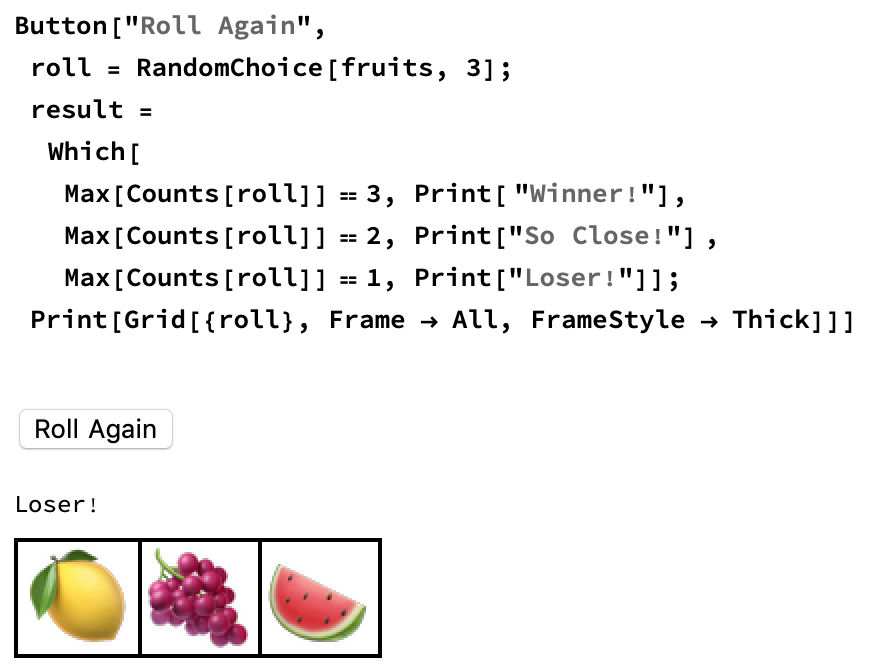 Button["Roll Again",
roll = RandomChoice[fruits, 3];
result =
Which[
Max[Counts[roll]] == 3, Print[ "Winner!"],
Max[Counts[roll]] == 2, Print["So Close!"] ,
Max[Counts[roll]] == 1, Print["Loser!"]];
Print[Grid[{roll}, Frame → All, FrameStyle → Thick]]]
Roll Again
Loser!